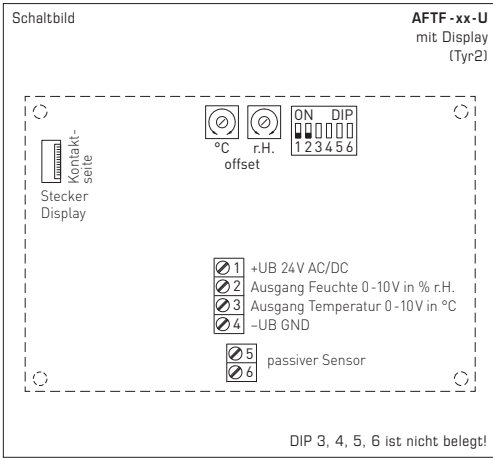 Schaltbild
AFTF-xx-U
mit Display
(Tyr2)
ON DIP
1 2 3 4 5 6
°C r.H.
offset
Kontakt-
seite
Stecker
Display
1 +UB 24V AC/DC
2 Ausgang Feuchte 0-10V in % r.H.
3 Ausgang Temperatur 0-10V in °C
4 –UB GND
5
passiver Sensor
6
DIP 3, 4, 5, 6 ist nicht belegt!